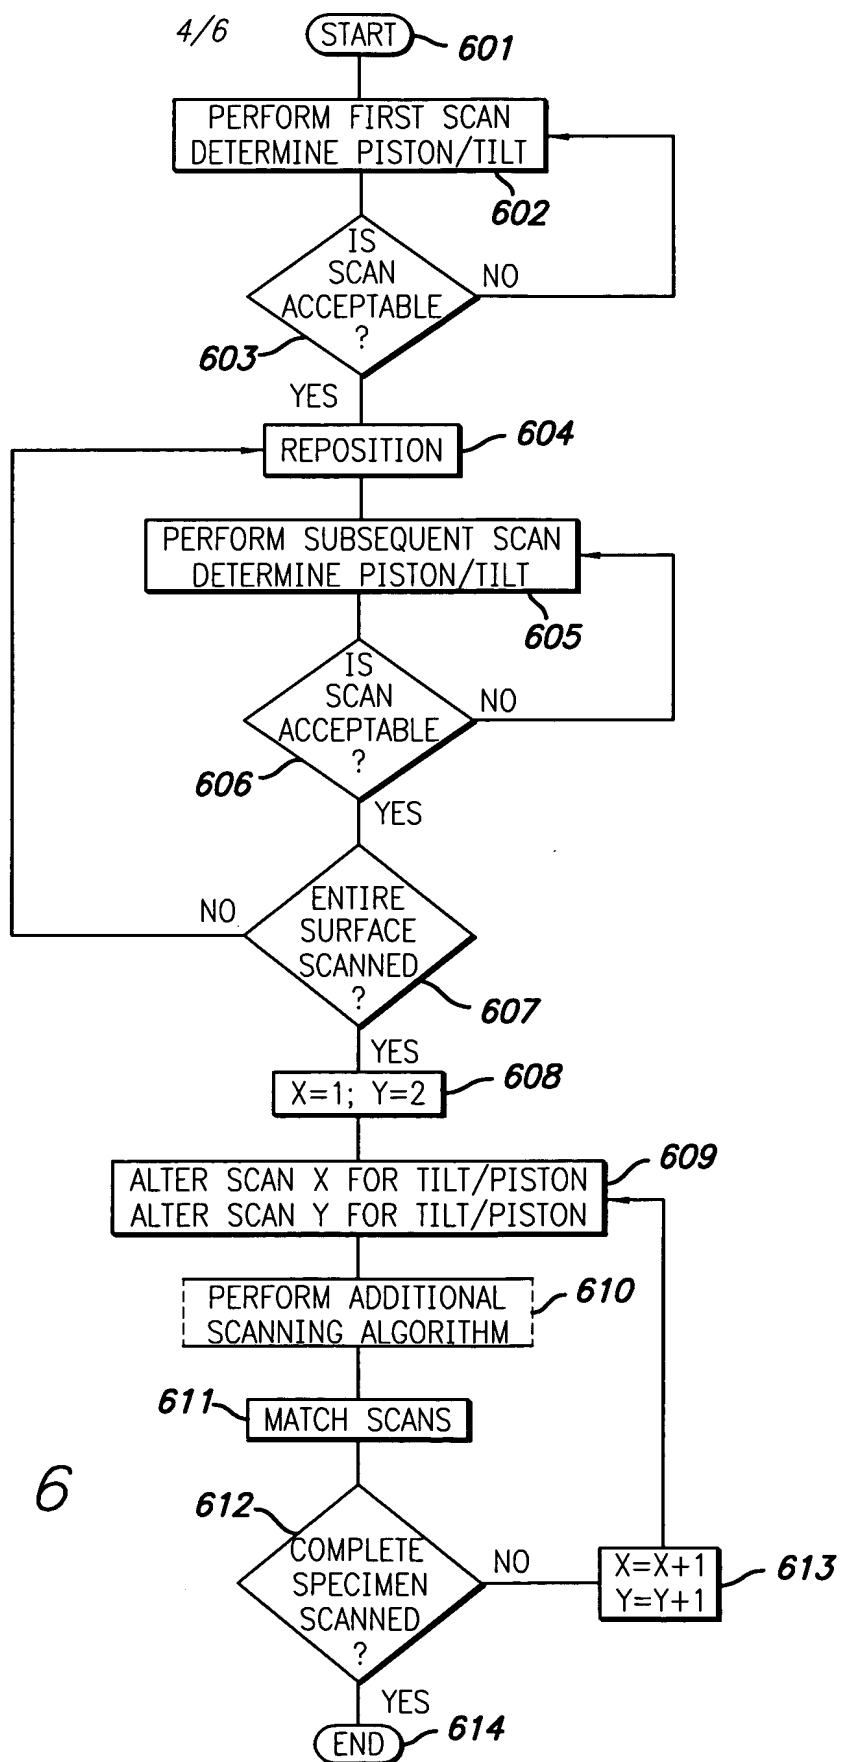 4/6
START
601
PERFORM FIRST SCAN
DETERMINE PISTON/TILT
602
IS
SCAN
ACCEPTABLE
?
NO
603
YES
REPOSITION
604
PERFORM SUBSEQUENT SCAN
DETERMINE PISTON/TILT
605
IS
SCAN
ACCEPTABLE
?
NO
606
YES
ENTIRE
SURFACE
SCANNED
?
NO
607
YES
X=1; Y=2
608
ALTER SCAN X FOR TILT/PISTON
ALTER SCAN Y FOR TILT/PISTON
609
PERFORM ADDITIONAL
SCANNING ALGORITHM
610
611
MATCH SCANS
6
612
COMPLETE
SPECIMEN
SCANNED
?
NO
X=X+1
Y=Y+1
613
YES
END
614